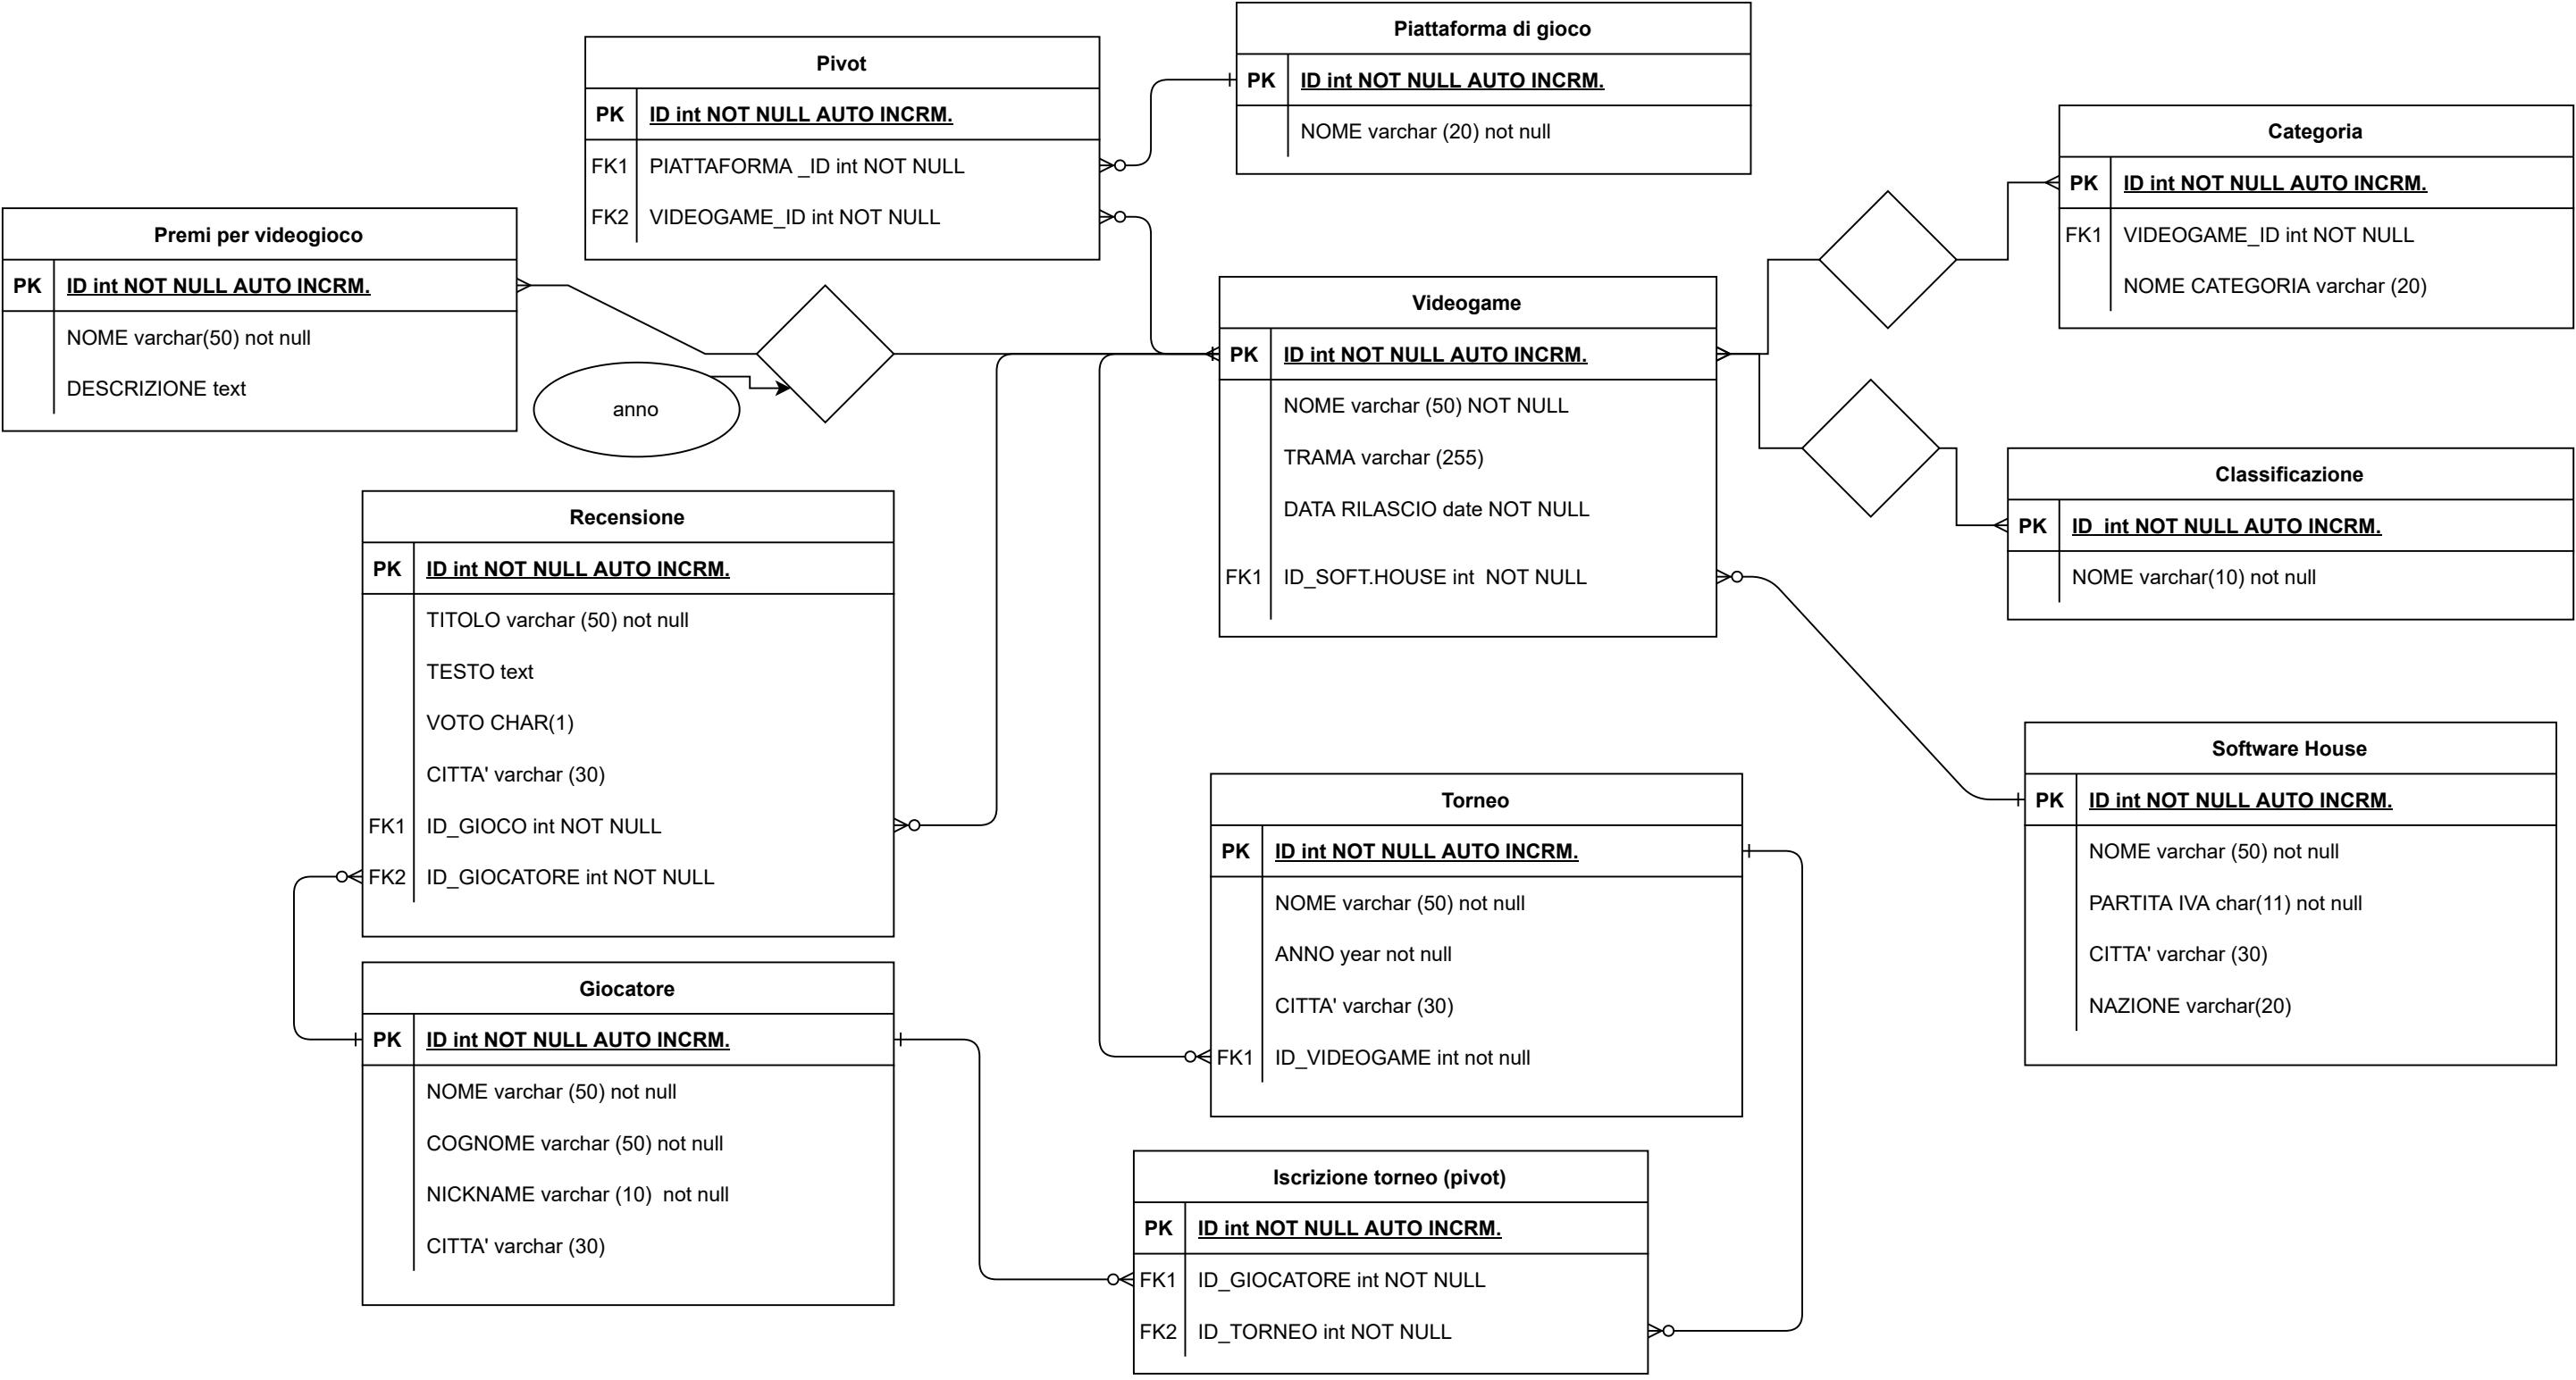 Pivot
PK ID int NOT NULL AUTO INCRM.
FK1 PIATTAFORMA _ID int NOT NULL
FK2 VIDEOGAME_ID int NOT NULL
Piattaforma di gioco
PK ID int NOT NULL AUTO INCRM.
NOME varchar (20) not null
Categoria
PK ID int NOT NULL AUTO INCRM.
FK1 VIDEOGAME_ID int NOT NULL
NOME CATEGORIA varchar (20)
Premi per videogioco
PK ID int NOT NULL AUTO INCRM.
NOME varchar(50) not null
DESCRIZIONE text
anno
Videogame
PK ID int NOT NULL AUTO INCRM.
NOME varchar (50) NOT NULL
TRAMA varchar (255)
DATA RILASCIO date NOT NULL
FK1 ID_SOFT.HOUSE int  NOT NULL
Classificazione
PK ID  int NOT NULL AUTO INCRM.
NOME varchar(10) not null
Recensione
PK ID int NOT NULL AUTO INCRM.
TITOLO varchar (50) not null
TESTO text
VOTO CHAR(1)
CITTA' varchar (30)
FK1 ID_GIOCO int NOT NULL
FK2 ID_GIOCATORE int NOT NULL
Software House
PK ID int NOT NULL AUTO INCRM.
NOME varchar (50) not null
PARTITA IVA char(11) not null
CITTA' varchar (30)
NAZIONE varchar(20)
Torneo
PK ID int NOT NULL AUTO INCRM.
NOME varchar (50) not null
ANNO year not null
CITTA' varchar (30)
FK1 ID_VIDEOGAME int not null
Giocatore
PK ID int NOT NULL AUTO INCRM.
NOME varchar (50) not null
COGNOME varchar (50) not null
NICKNAME varchar (10)  not null
CITTA' varchar (30)
Iscrizione torneo (pivot)
PK ID int NOT NULL AUTO INCRM.
FK1 ID_GIOCATORE int NOT NULL
FK2 ID_TORNEO int NOT NULL